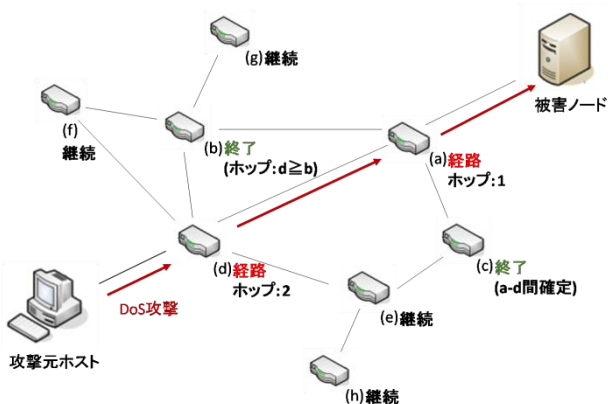 (g)継続
被害ノード
(f)
継続
(b)終了
(ホップ:d≧b)
(a)経路
ホップ:1
(d)経路
ホップ:2
(c)終了
(a-d間確定)
DoS攻撃
(e)継続
攻撃元ホスト
(h)継続